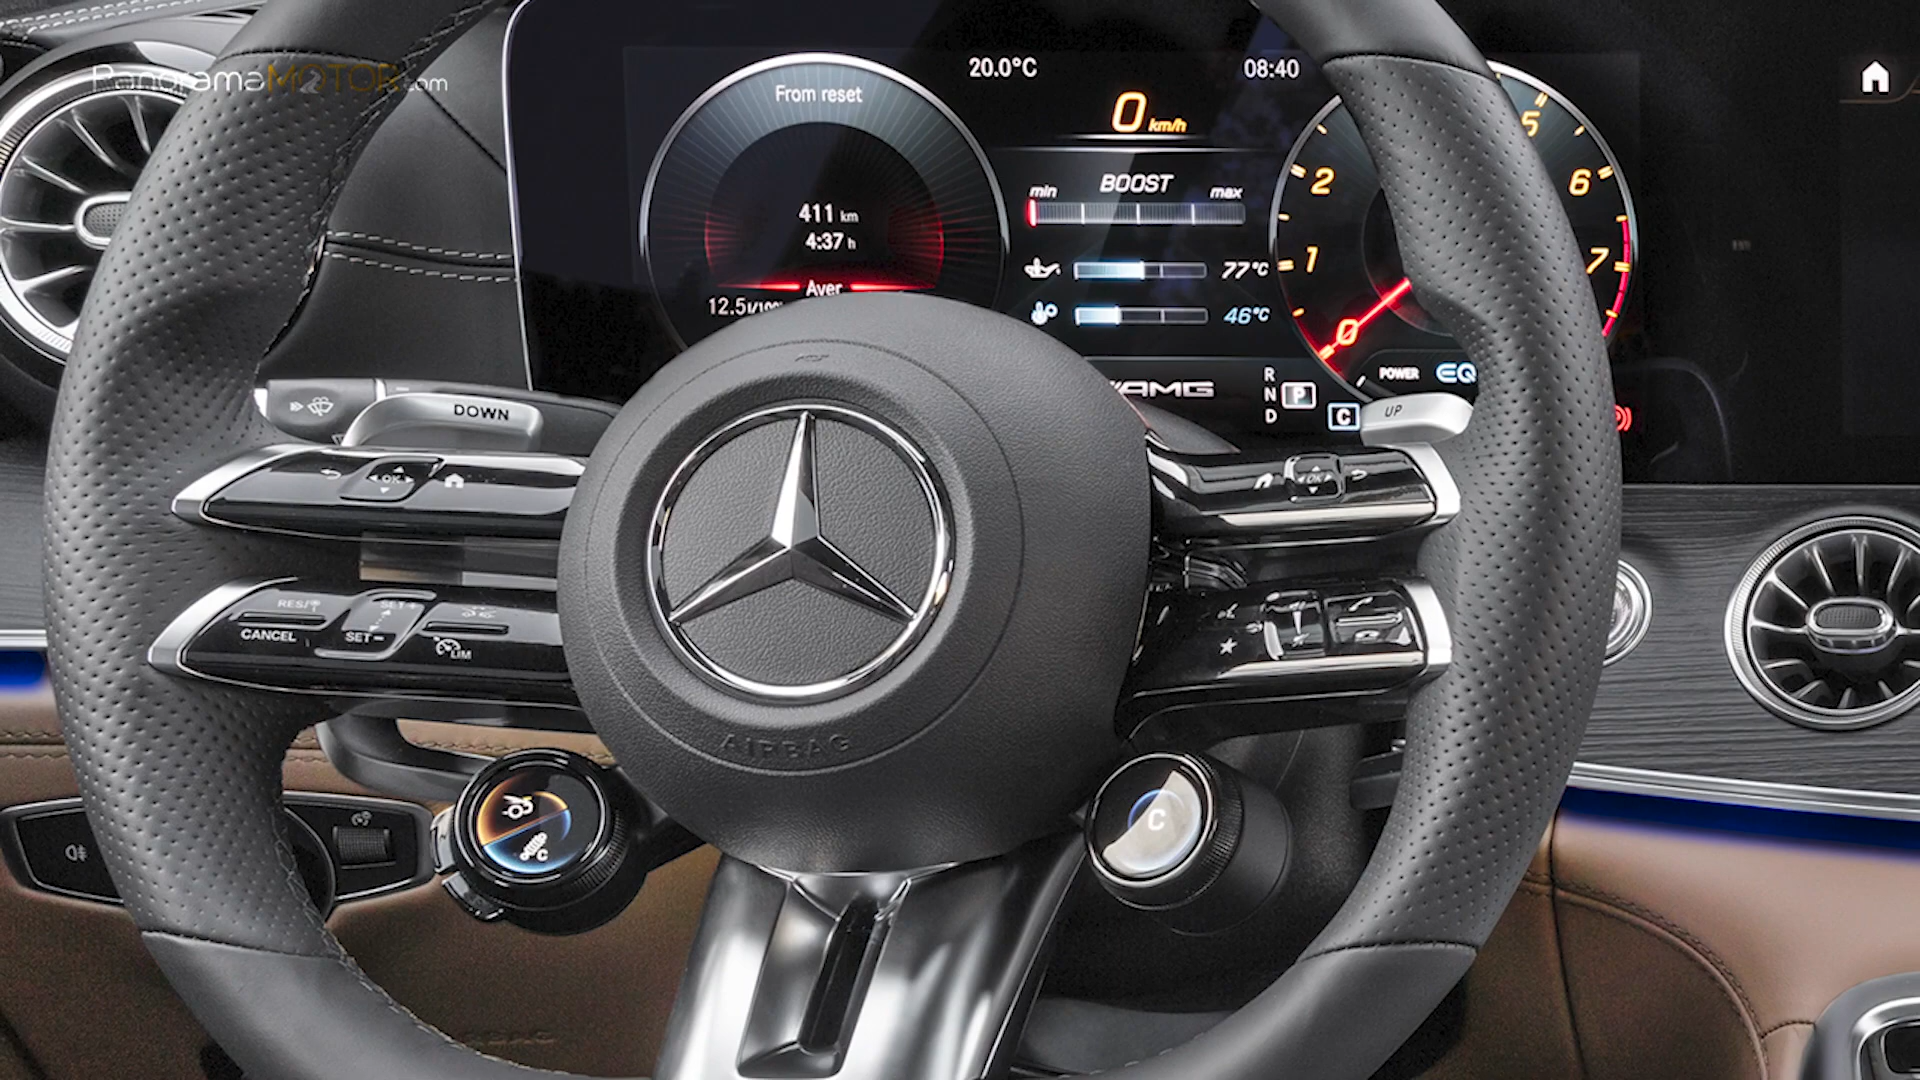 PanoramaMOTOR.com
From reset
411 km
4:37 h
Aver
20.0°C
08:40
0 km/h
BOOST
min
max
77°C
46°C
AMG
R
N
D
P
C
0
1
2
5
6
7
POWER
EQ
DOWN
UP
OK
OK
RES/
SET+
CANCEL
SET-
LIM
AIRBAG
C
C